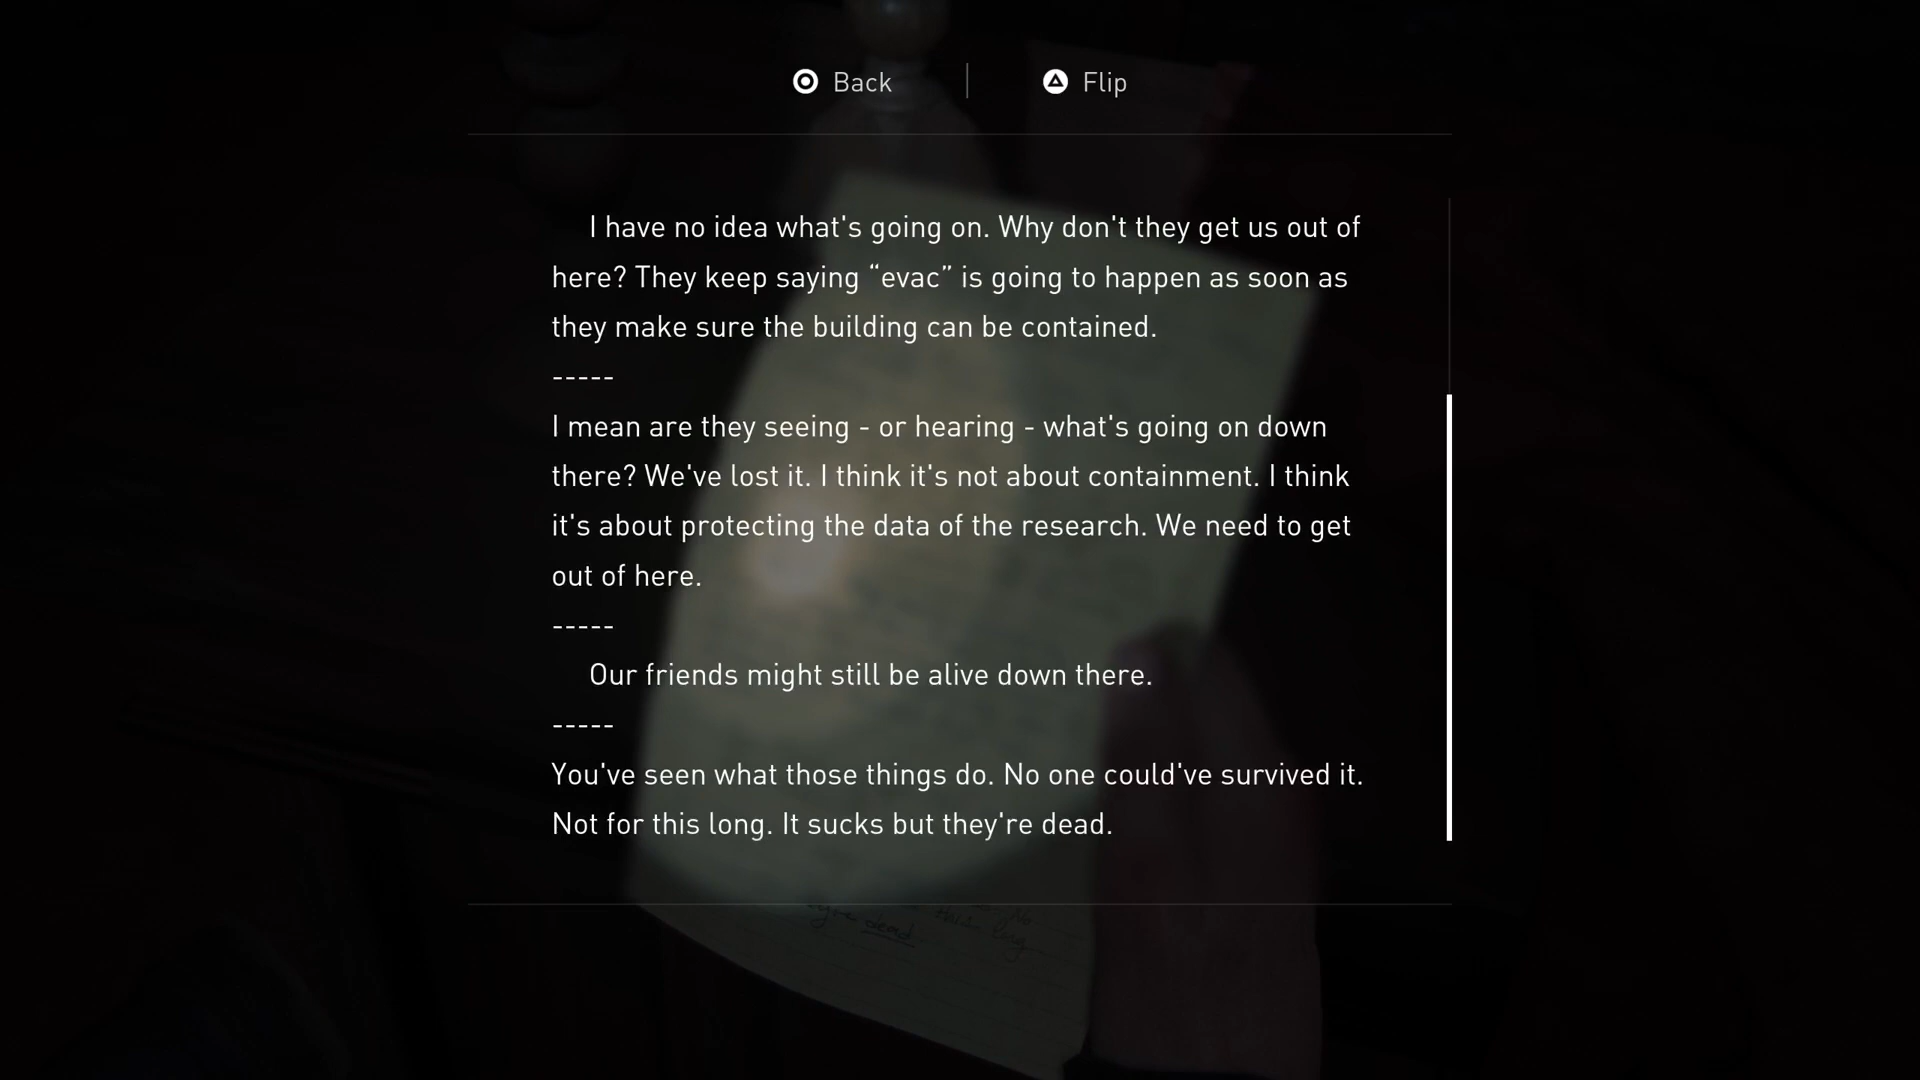 Back
Flip
I have no idea what's going on. Why don't they get us out of
here? They keep saying “evac” is going to happen as soon as
they make sure the building can be contained.
-----
I mean are they seeing - or hearing - what's going on down
there? We've lost it. I think it's not about containment. I think
it's about protecting the data of the research. We need to get
out of here.
-----
Our friends might still be alive down there.
-----
You've seen what those things do. No one could've survived it.
Not for this long. It sucks but they're dead.
No
this long
dead